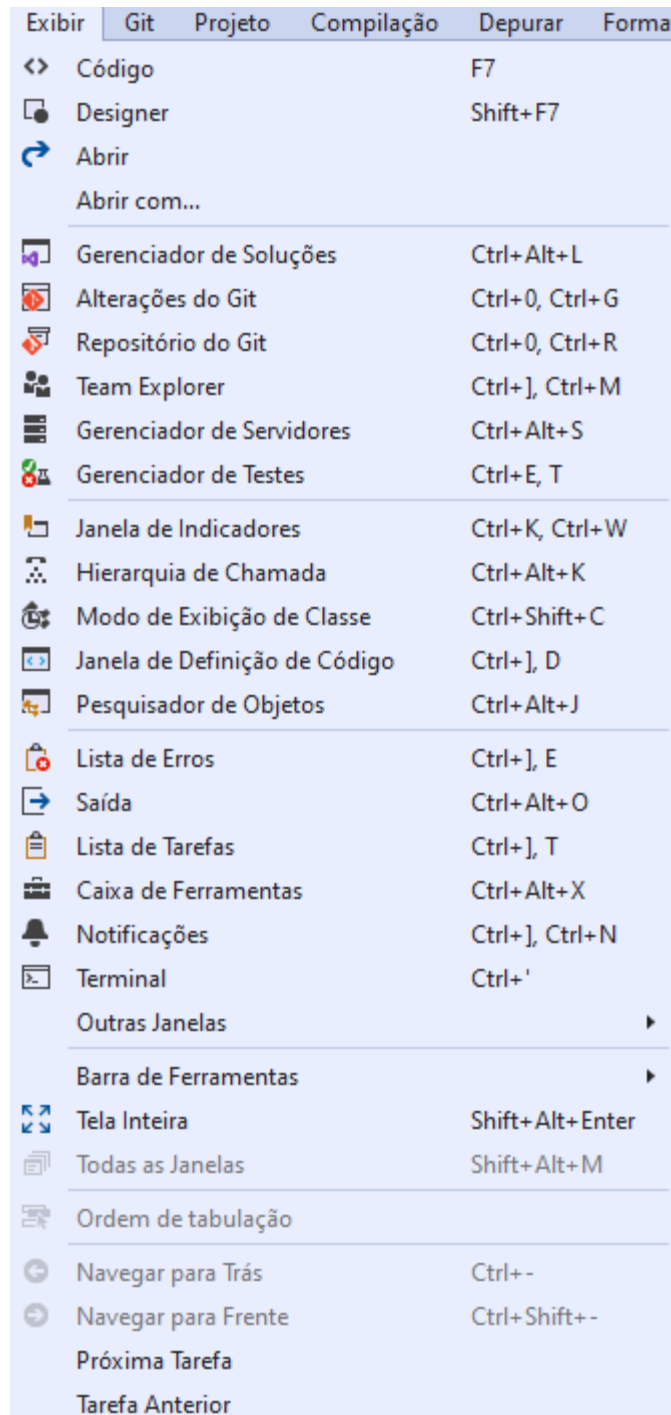 Exibir Git Projeto Compilação Depurar Forma
Código F7
Designer Shift+F7
Abrir
Abrir com...
Gerenciador de Soluções Ctrl+Alt+L
Alterações do Git Ctrl+0, Ctrl+G
Repositório do Git Ctrl+0, Ctrl+R
Team Explorer Ctrl+], Ctrl+M
Gerenciador de Servidores Ctrl+Alt+S
Gerenciador de Testes Ctrl+E, T
Janela de Indicadores Ctrl+K, Ctrl+W
Hierarquia de Chamada Ctrl+Alt+K
Modo de Exibição de Classe Ctrl+Shift+C
Janela de Definição de Código Ctrl+], D
Pesquisador de Objetos Ctrl+Alt+J
Lista de Erros Ctrl+], E
Saída Ctrl+Alt+O
Lista de Tarefas Ctrl+], T
Caixa de Ferramentas Ctrl+Alt+X
Notificações Ctrl+], Ctrl+N
Terminal Ctrl+'
Outras Janelas
Barra de Ferramentas
Tela Inteira Shift+Alt+Enter
Todas as Janelas Shift+Alt+M
Ordem de tabulação
Navegar para Trás Ctrl+-
Navegar para Frente Ctrl+Shift+-
Próxima Tarefa
Tarefa Anterior